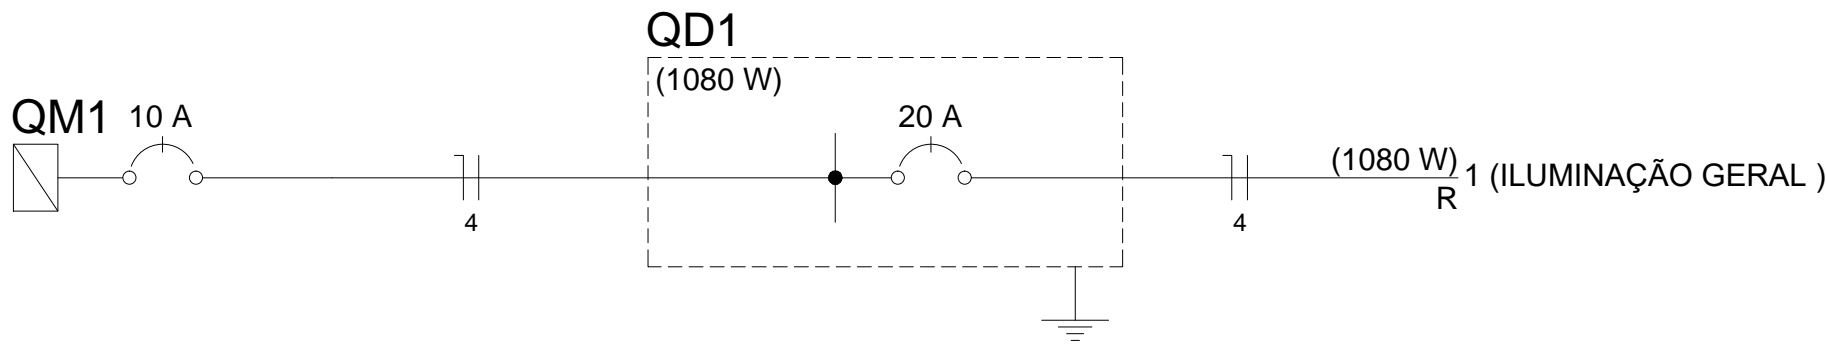 QD1
(1080 W)
QM1 10 A
20 A
4
4
(1080 W)
R
1 (ILUMINAÇÃO GERAL )